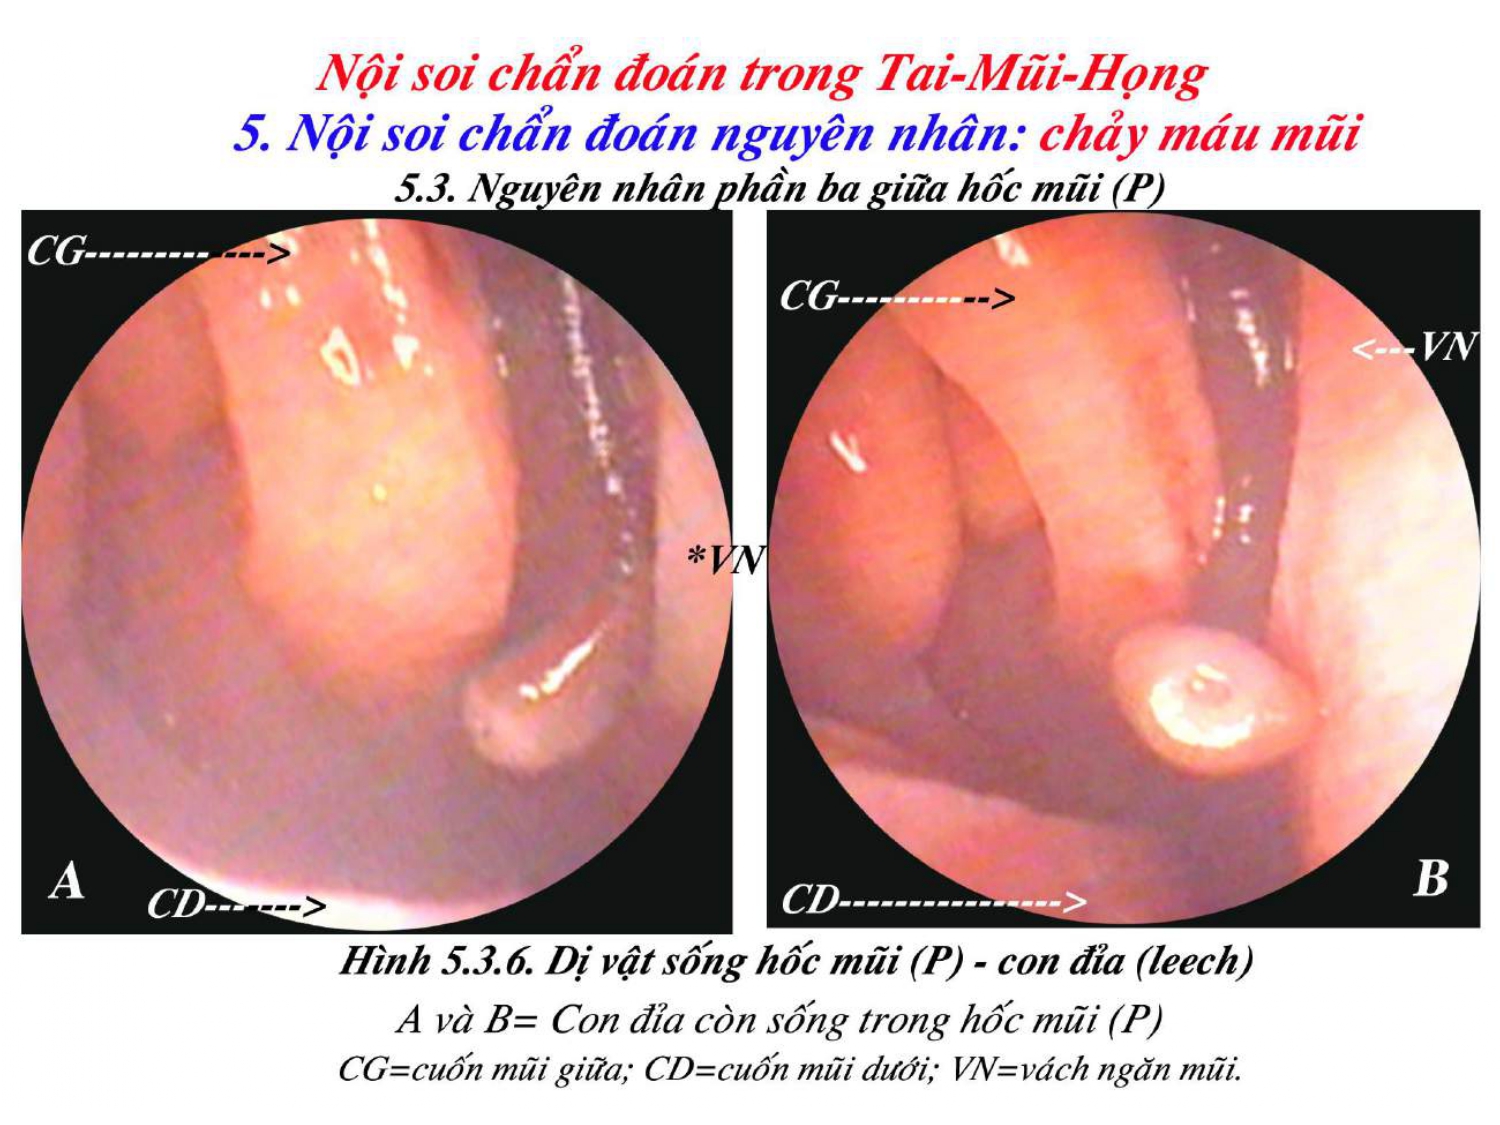 Nội soi chẩn đoán trong Tai-Mũi-Họng
5. Nội soi chẩn đoán nguyên nhân: chảy máu mũi
5.3. Nguyên nhân phần ba giữa hốc mũi (P)
CG------------->
CG----------->
<---VN
*VN
A
CD------->
CD---------------->
B
Hình 5.3.6. Dị vật sống hốc mũi (P) - con đỉa (leech)
A và B= Con đỉa còn sống trong hốc mũi (P)
CG=cuốn mũi giữa; CD=cuốn mũi dưới; VN=vách ngăn mũi.